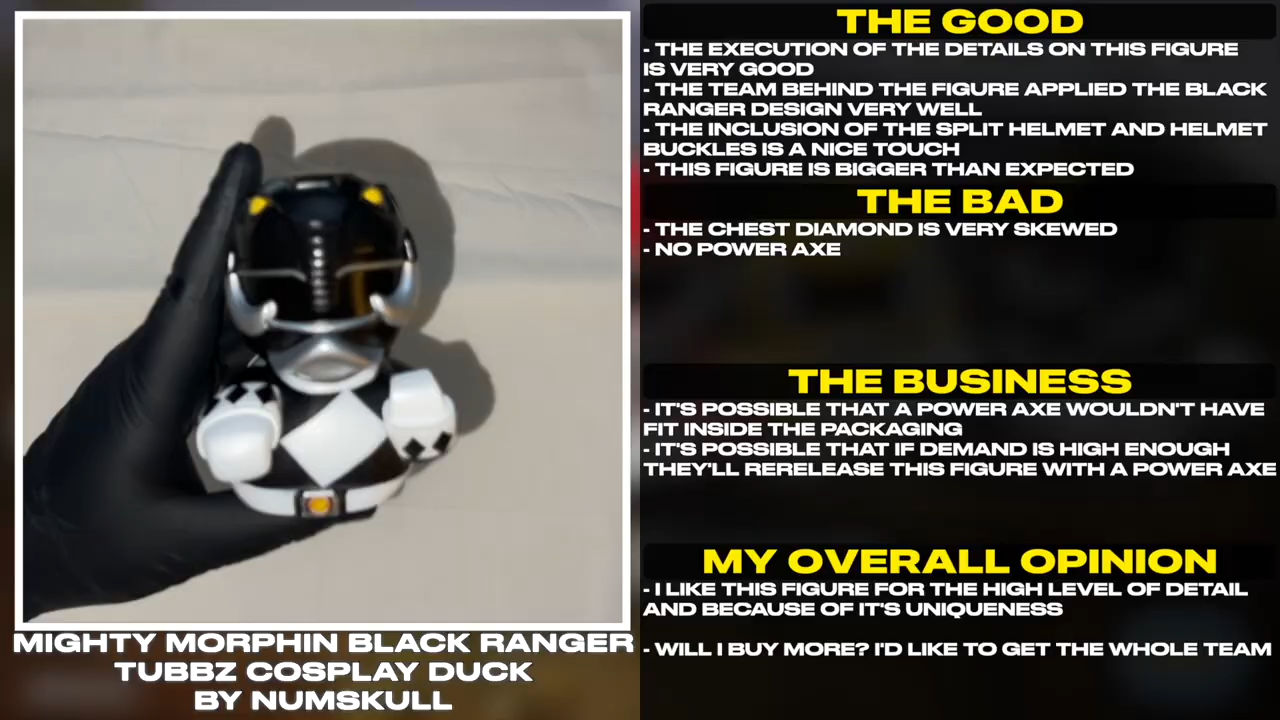 MIGHTY MORPHIN BLACK RANGER
TUBBZ COSPLAY DUCK
BY NUMSKULL
THE GOOD
- THE EXECUTION OF THE DETAILS ON THIS FIGURE
IS VERY GOOD
- THE TEAM BEHIND THE FIGURE APPLIED THE BLACK
RANGER DESIGN VERY WELL
- THE INCLUSION OF THE SPLIT HELMET AND HELMET
BUCKLES IS A NICE TOUCH
- THIS FIGURE IS BIGGER THAN EXPECTED
THE BAD
- THE CHEST DIAMOND IS VERY SKEWED
- NO POWER AXE
THE BUSINESS
- IT'S POSSIBLE THAT A POWER AXE WOULDN'T HAVE
FIT INSIDE THE PACKAGING
- IT'S POSSIBLE THAT IF DEMAND IS HIGH ENOUGH
THEY'LL RERELEASE THIS FIGURE WITH A POWER AXE
MY OVERALL OPINION
- I LIKE THIS FIGURE FOR THE HIGH LEVEL OF DETAIL
AND BECAUSE OF IT'S UNIQUENESS
- WILL I BUY MORE? I'D LIKE TO GET THE WHOLE TEAM